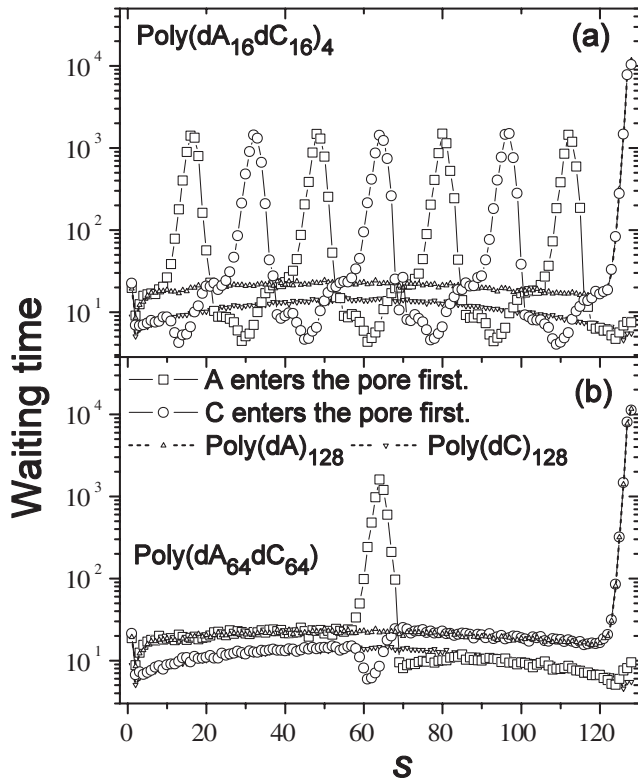 Poly(dA16dC16)4 (a)
10^4
10^3
10^2
10^1
Waiting time
A enters the pore first. (b)
C enters the pore first.
Poly(dA)128 Poly(dC)128
10^4
10^3
Poly(dA64dC64)
10^2
10^1
0 20 40 60 80 100 120
s